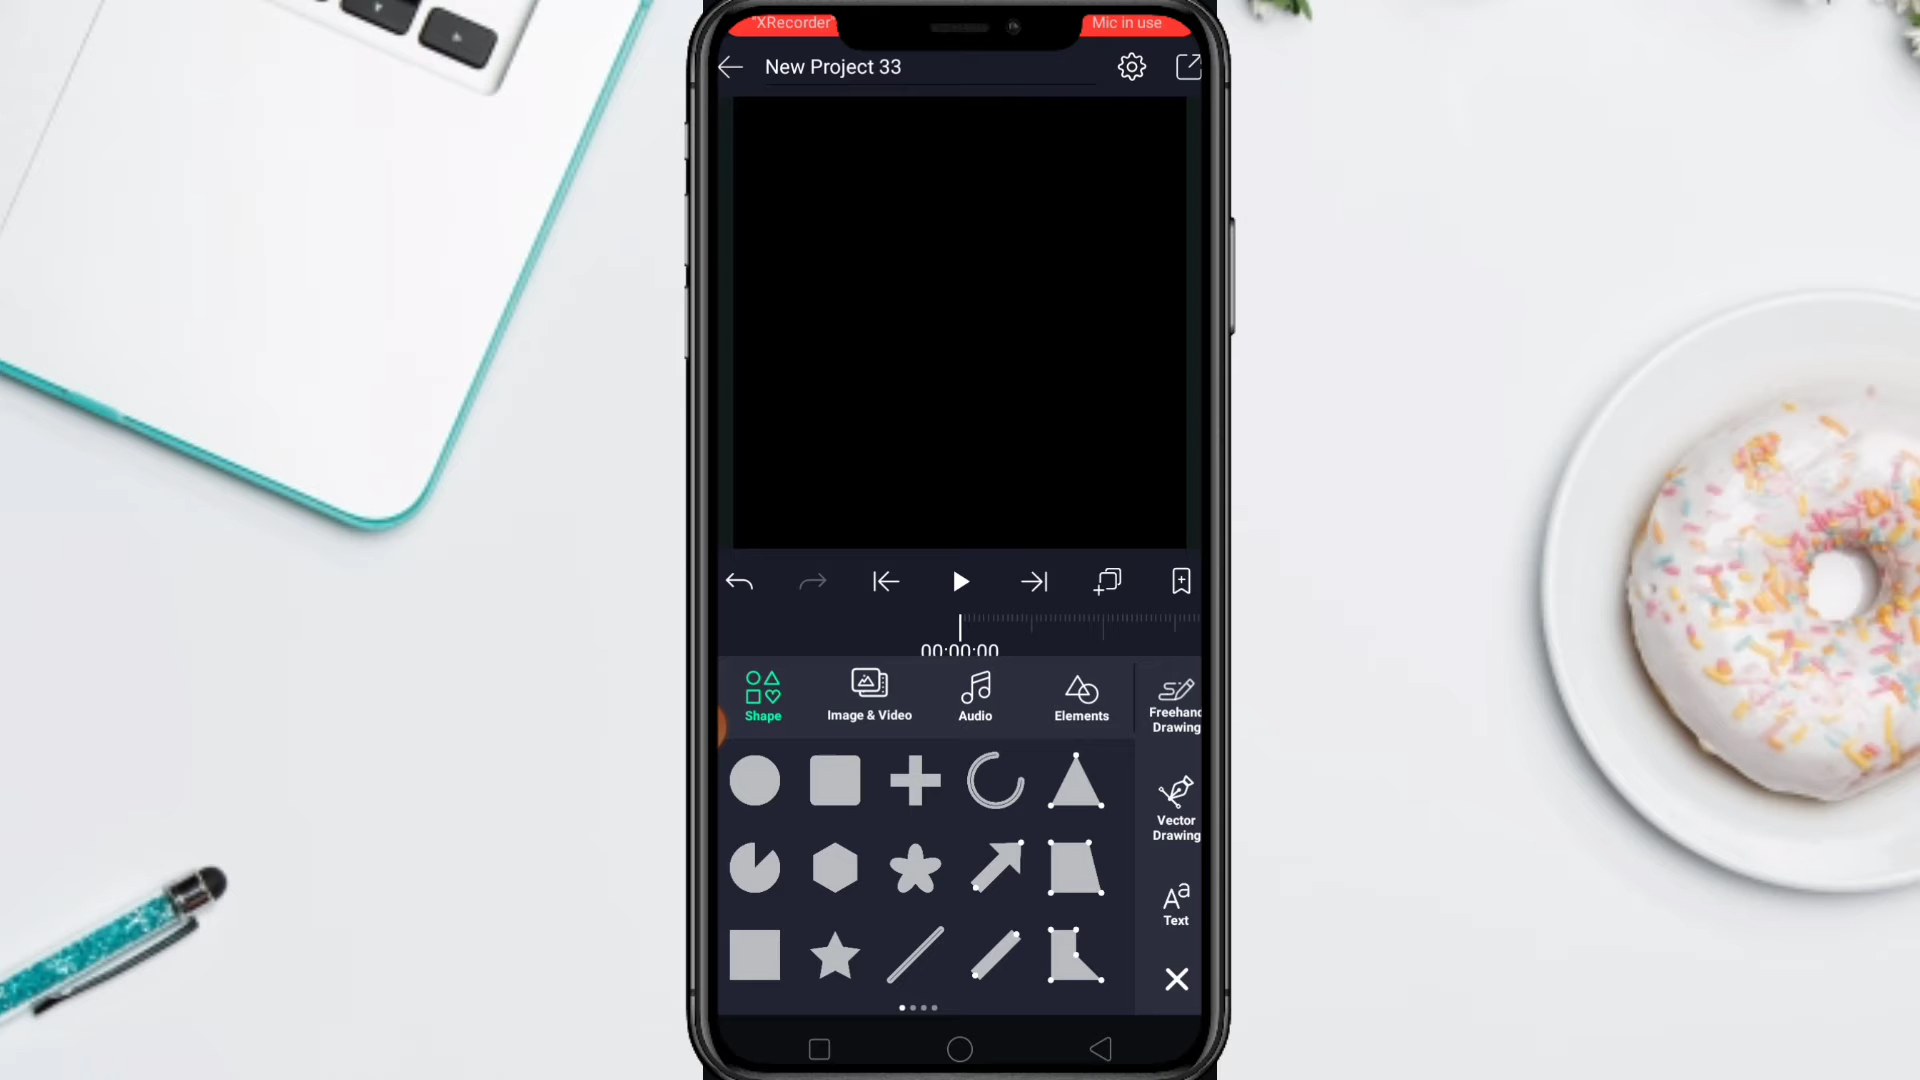 "XRecorder"
Mic in use
New Project 33
00:00:00
Shape
Image & Video
Audio
Elements
Freehand
Drawing
Vector
Drawing
Aa
Text